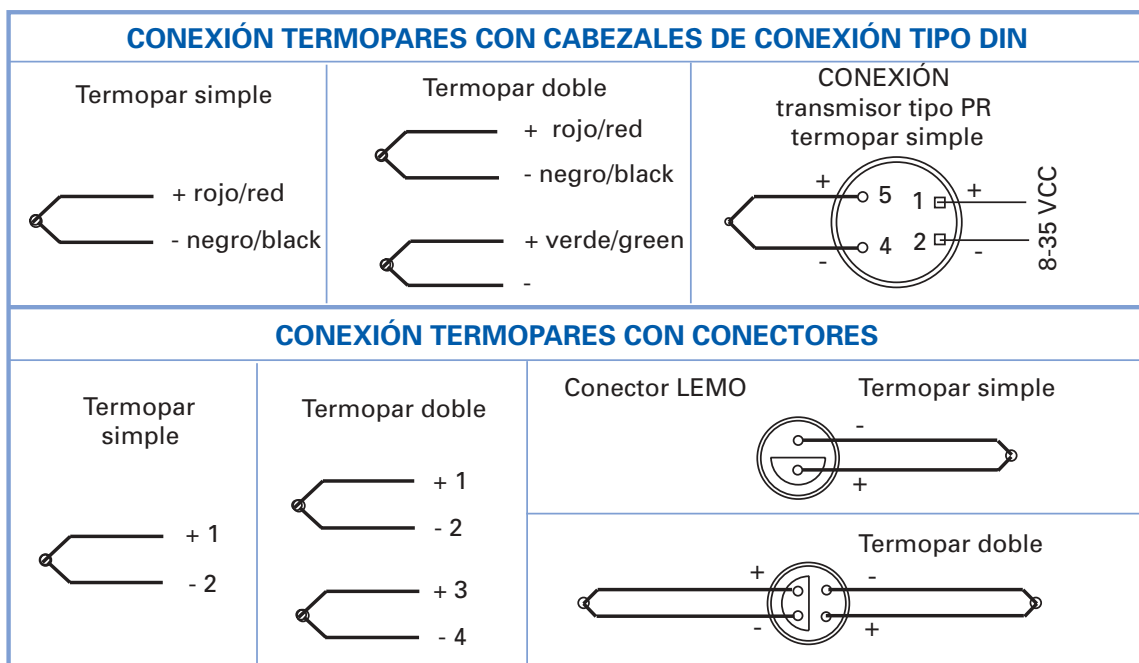 CONEXIÓN TERMOPARES CON CABEZALES DE CONEXIÓN TIPO DIN
Termopar simple
+ rojo/red
- negro/black
Termopar doble
+ rojo/red
- negro/black
+ verde/green
-
CONEXIÓN
transmisor tipo PR
termopar simple
+ 5 1 +
- 4 2 -
8-35 VCC
CONEXIÓN TERMOPARES CON CONECTORES
Termopar
simple
+ 1
- 2
Termopar doble
+ 1
- 2
+ 3
- 4
Conector LEMO
Termopar simple
-
+
Termopar doble
+ -
- +